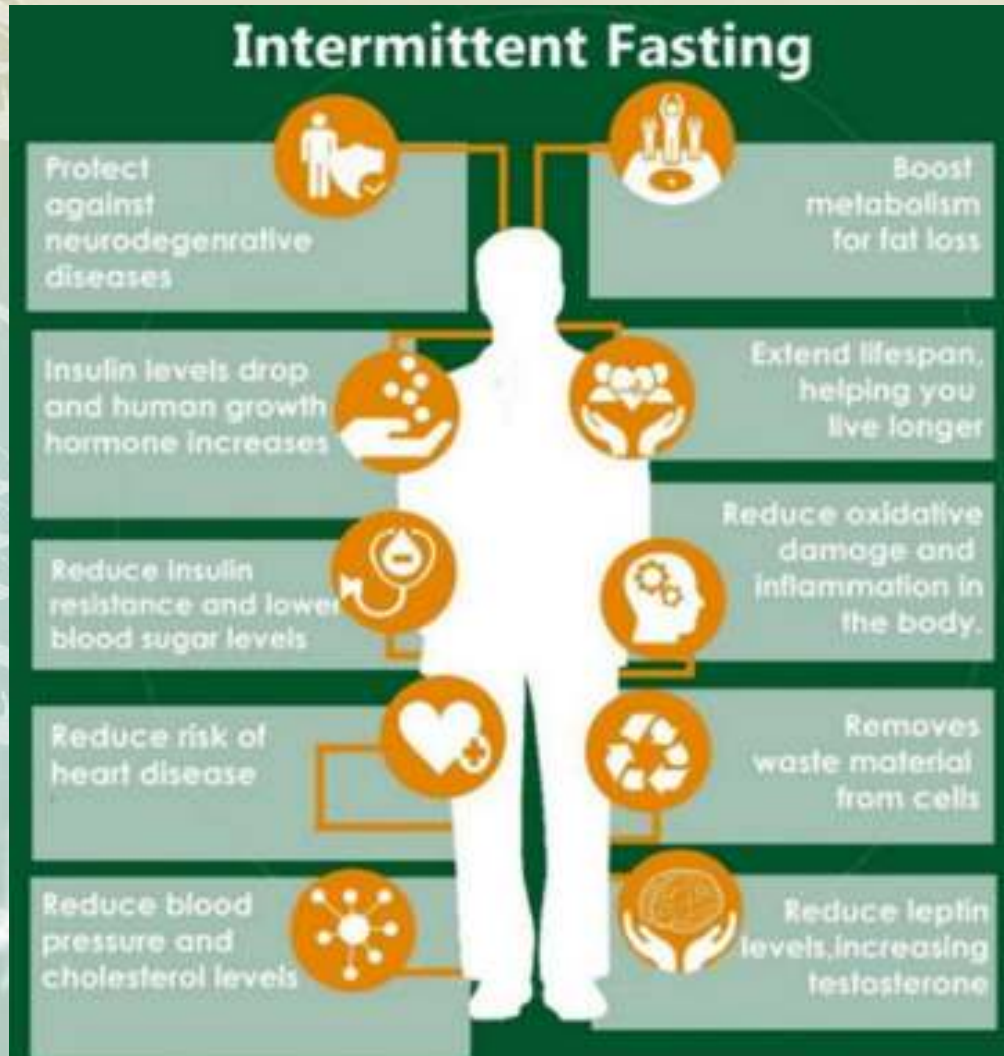 Intermittent Fasting
Protect
against
neurodegenrative
diseases
Boost
metabolism
for fat loss
Insulin levels drop
and human growth
hormone increases
Extend lifespan,
helping you
live longer
Reduce insulin
resistance and lower
blood sugar levels
Reduce oxidative
damage and
inflammation in
the body.
Reduce risk of
heart disease
Removes
waste material
from cells
Reduce blood
pressure and
cholesterol levels
Reduce leptin
levels,increasing
testosterone